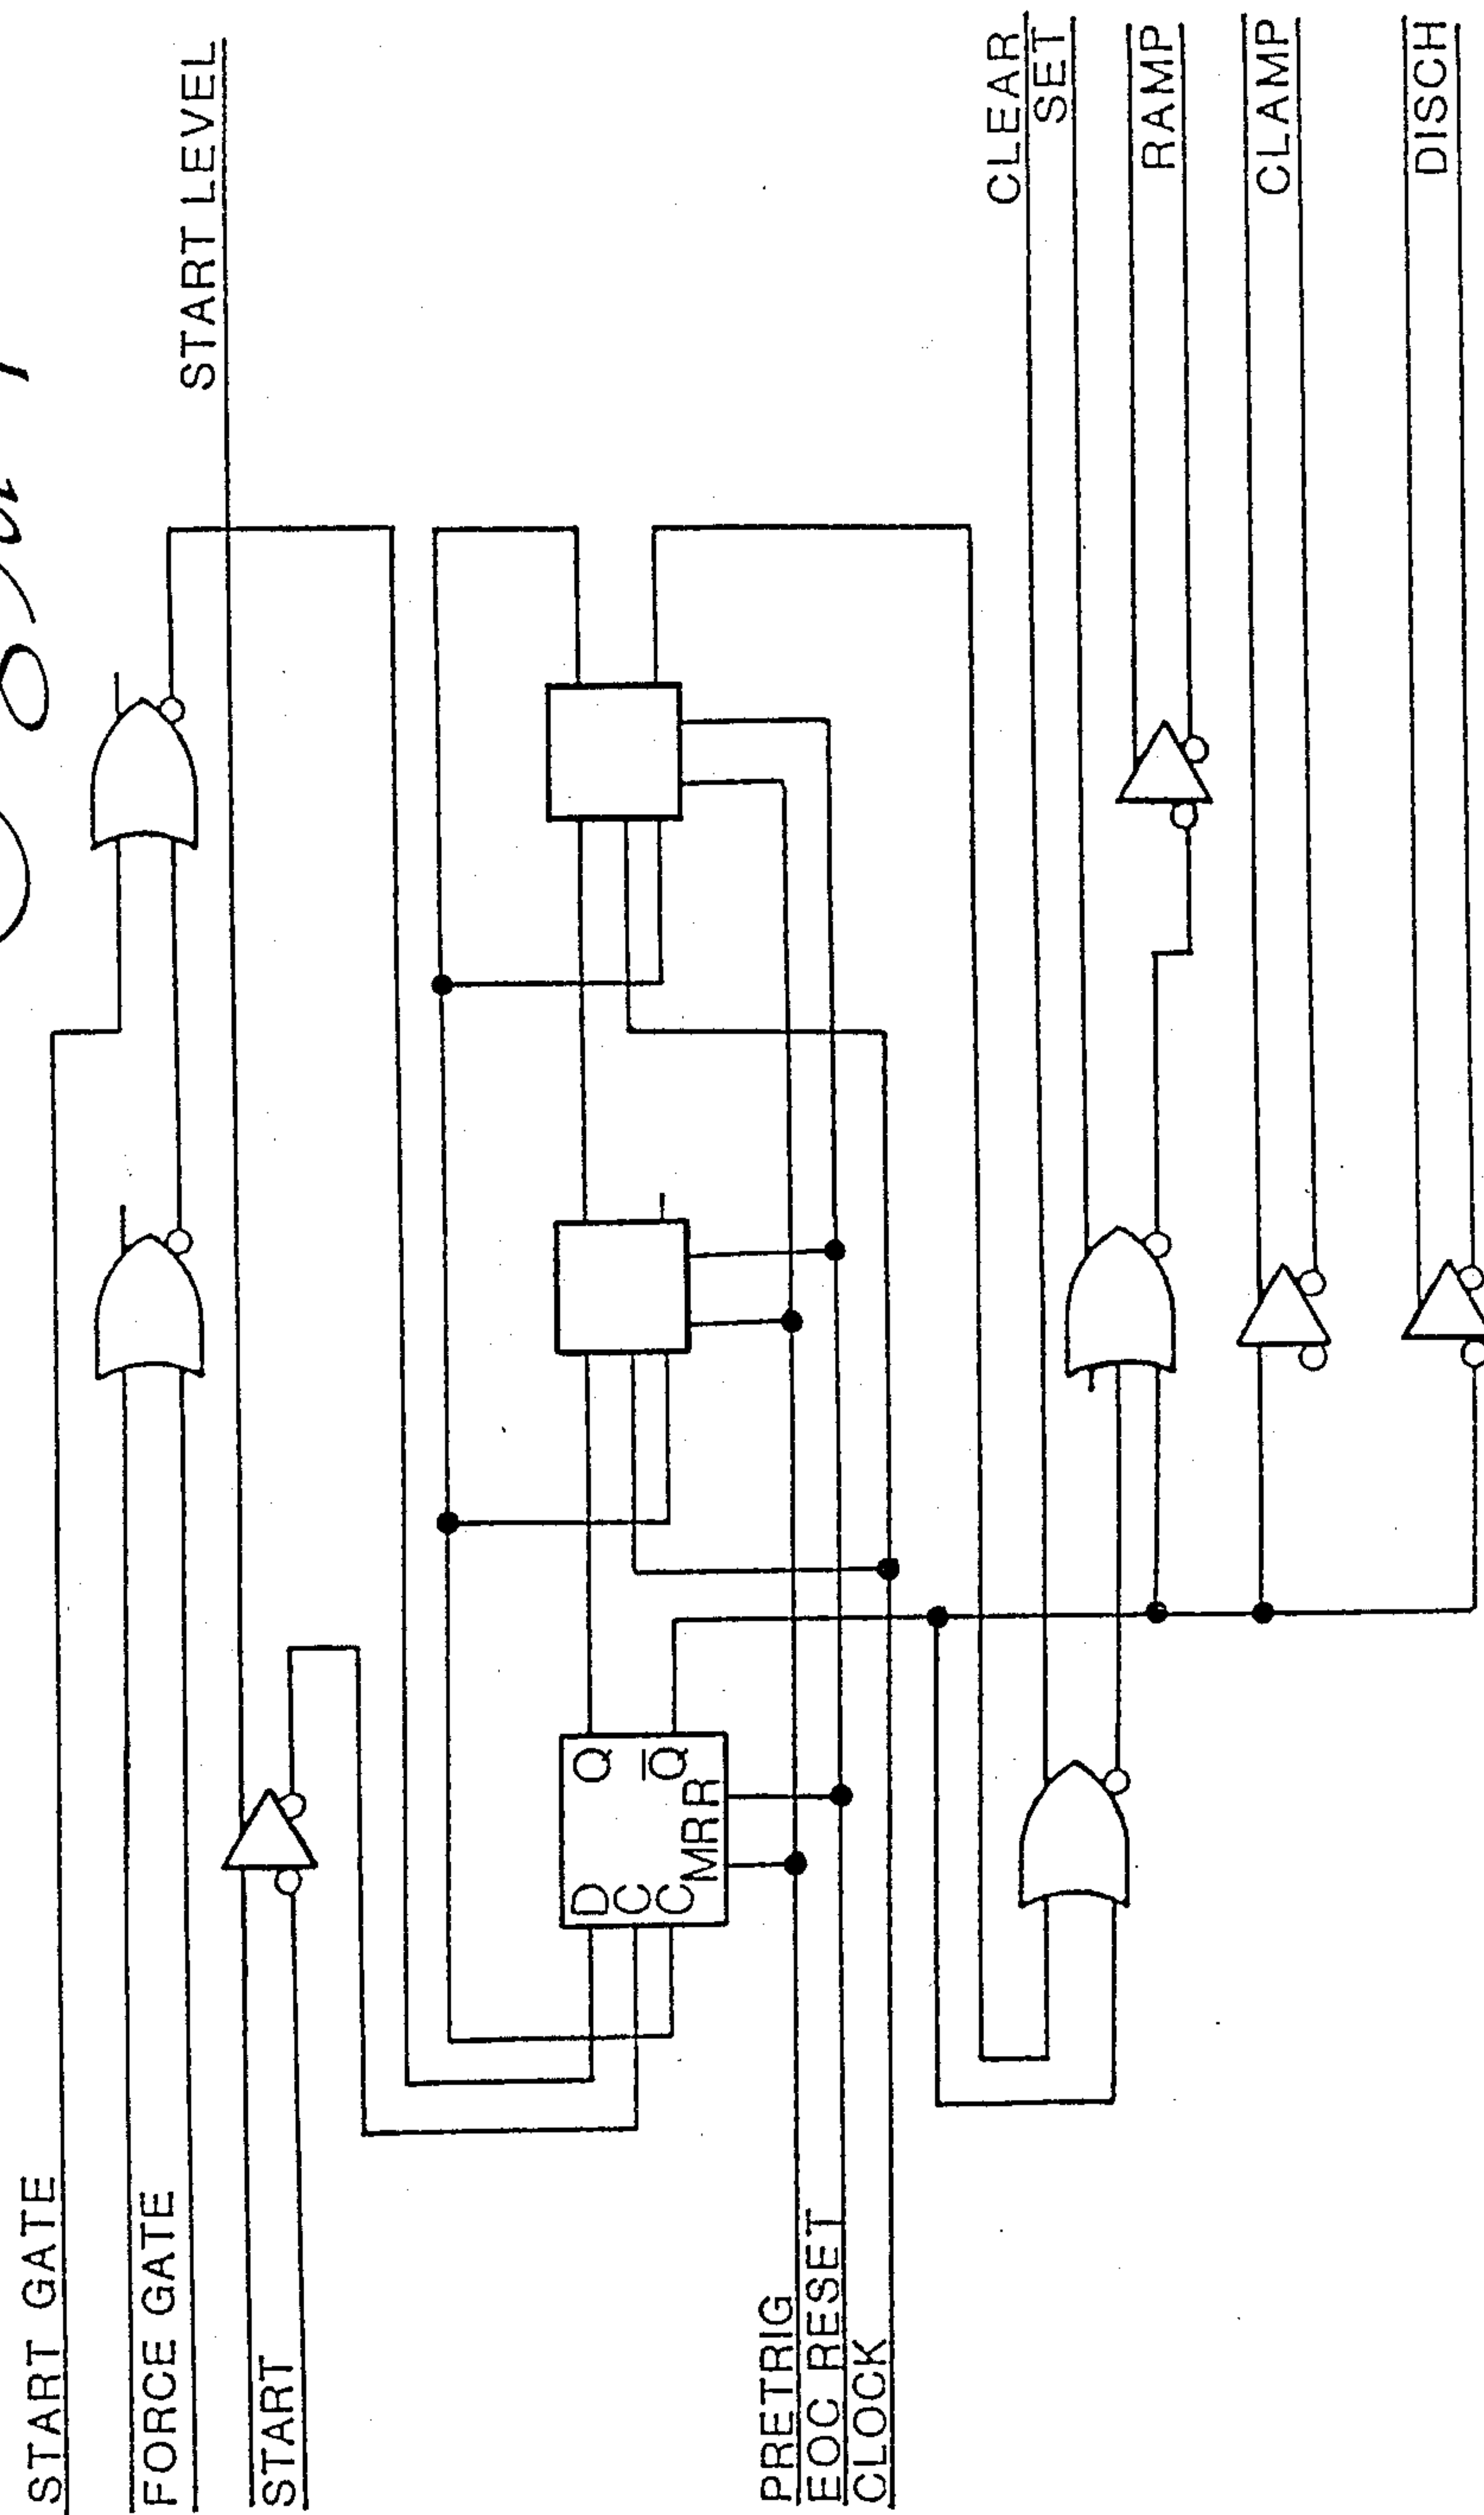 START GATE
FORCE GATE
START
START LEVEL
D Q
C
C Q̅
MR R
PRETRIG
EOC RESET
CLOCK
CLEAR
SET
RAMP
CLAMP
DISCH